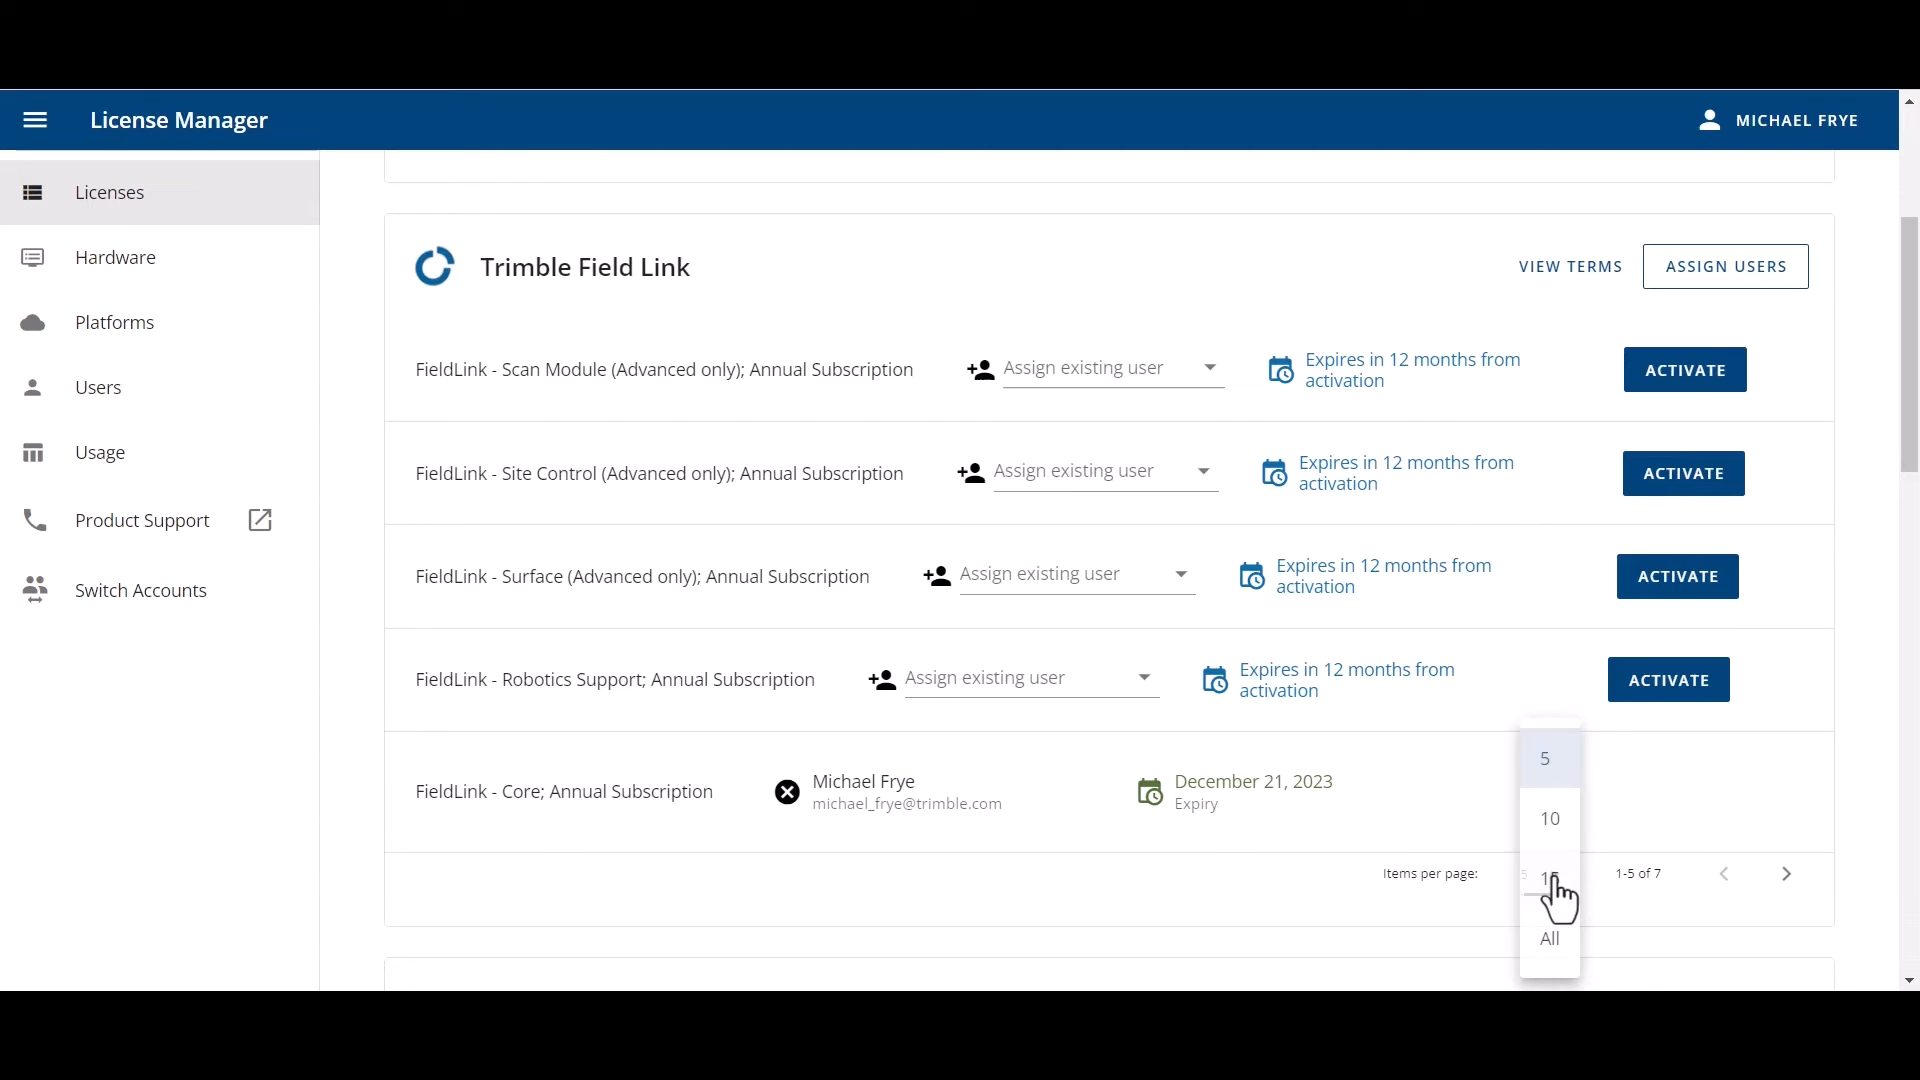 License Manager
MICHAEL FRYE
Licenses
Hardware
Platforms
Users
Usage
Product Support
Switch Accounts
Trimble Field Link
VIEW TERMS
ASSIGN USERS
FieldLink - Scan Module (Advanced only); Annual Subscription
Assign existing user
Expires in 12 months from
activation
ACTIVATE
FieldLink - Site Control (Advanced only); Annual Subscription
Assign existing user
Expires in 12 months from
activation
ACTIVATE
FieldLink - Surface (Advanced only); Annual Subscription
Assign existing user
Expires in 12 months from
activation
ACTIVATE
FieldLink - Robotics Support; Annual Subscription
Assign existing user
Expires in 12 months from
activation
ACTIVATE
FieldLink - Core; Annual Subscription
Michael Frye
michael_frye@trimble.com
December 21, 2023
Expiry
Items per page:
5
1-5 of 7
5
10
15
All